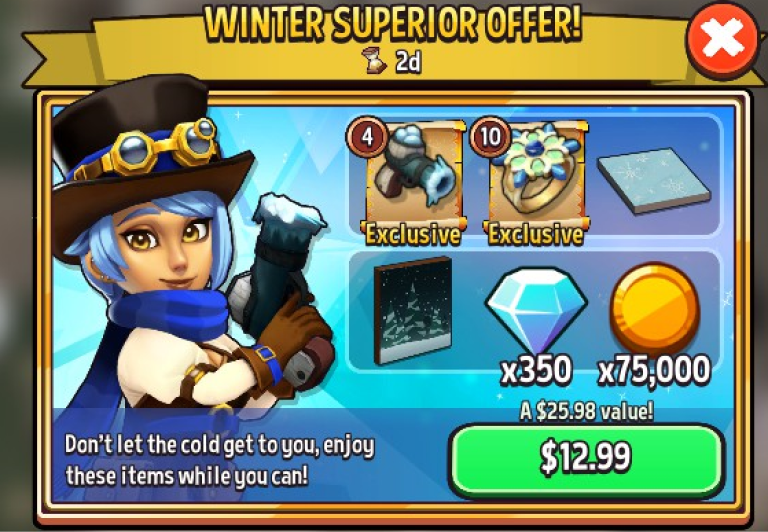 WINTER SUPERIOR OFFER!
2d
4
10
Exclusive
Exclusive
x350
x75,000
A $25.98 value!
Don't let the cold get to you, enjoy
these items while you can!
$12.99